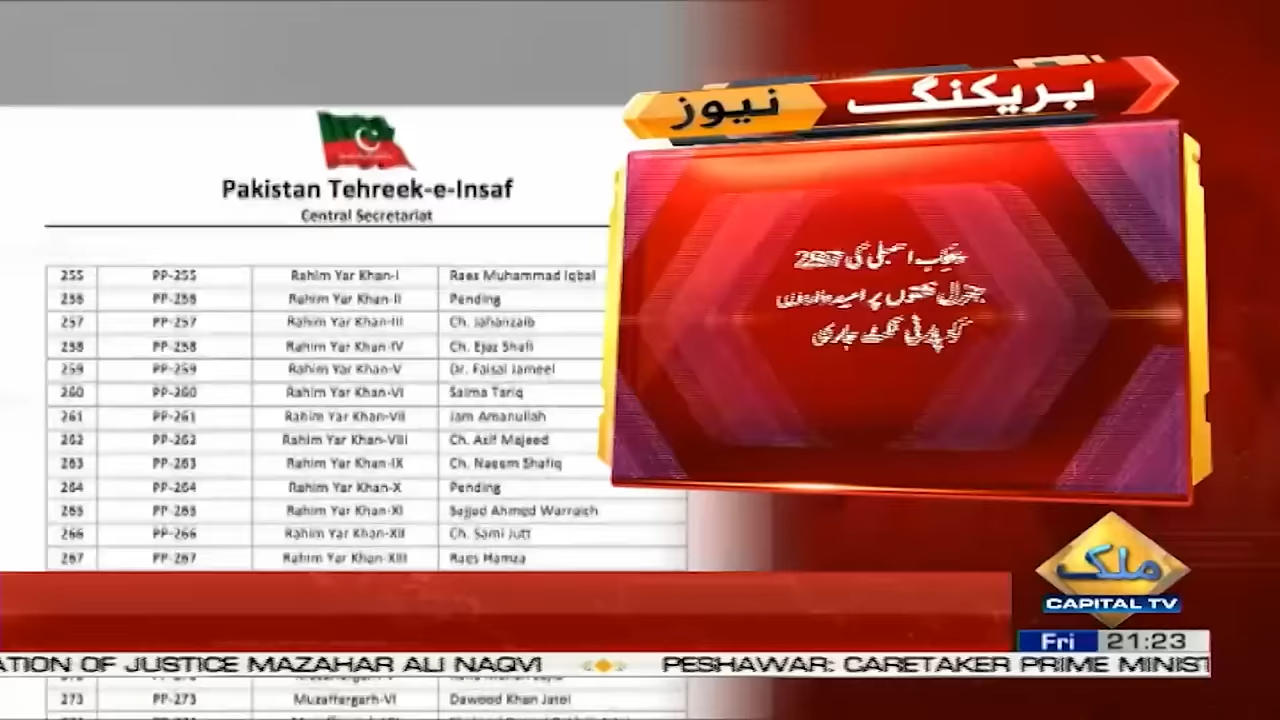 Pakistan Tehreek-e-Insaf
Central Secretariat
255 PP-255 Rahim Yar Khan-I Raes Muhammad Iqbal
256 PP-256 Rahim Yar Khan-II Pending
257 PP-257 Rahim Yar Khan-III Ch. Jahanzaib
258 PP-258 Rahim Yar Khan-IV Ch. Ejaz Shafi
259 PP-259 Rahim Yar Khan-V Dr. Faisal Jameel
260 PP-260 Rahim Yar Khan-VI Saima Tariq
261 PP-261 Rahim Yar Khan-VII Jam Amanullah
262 PP-262 Rahim Yar Khan-VIII Ch. Asif Majeed
263 PP-263 Rahim Yar Khan-IX Ch. Naeem Shafiq
264 PP-264 Rahim Yar Khan-X Pending
265 PP-265 Rahim Yar Khan-XI Sajjad Ahmed Warraich
266 PP-266 Rahim Yar Khan-XII Ch. Sami Jutt
267 PP-267 Rahim Yar Khan-XIII Raes Hamza
273 PP-273 Muzaffargarh-VI Dawood Khan Jatoi
بریکنگ نیوز
پنجاب اسمبلی کی 297
جنرل نشستوں پر امیدواروں
کو پارٹی ٹکٹ جاری
ملک
CAPITAL TV
Fri 21:23
ATION OF JUSTICE MAZAHAR ALI NAQVI
PESHAWAR: CARETAKER PRIME MINIST